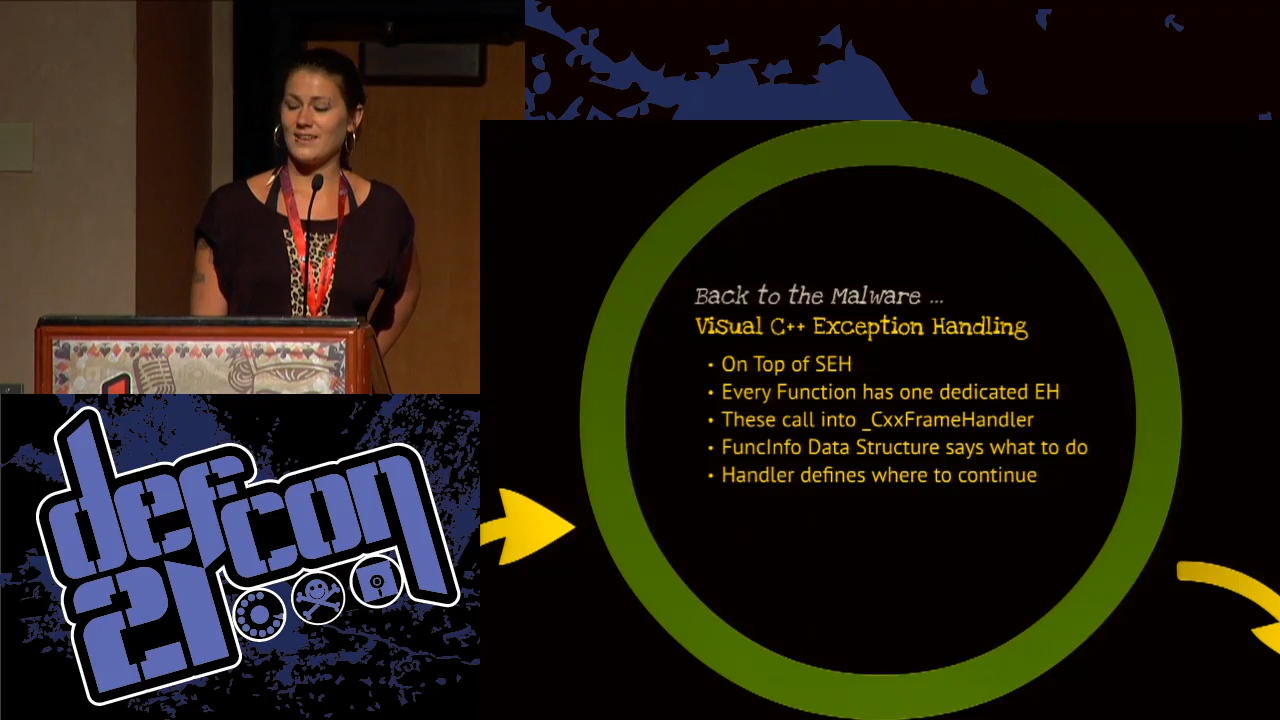 Back to the Malware ...
Visual C++ Exception Handling
• On Top of SEH
• Every Function has one dedicated EH
• These call into _CxxFrameHandler
• FuncInfo Data Structure says what to do
• Handler defines where to continue
defcon
21